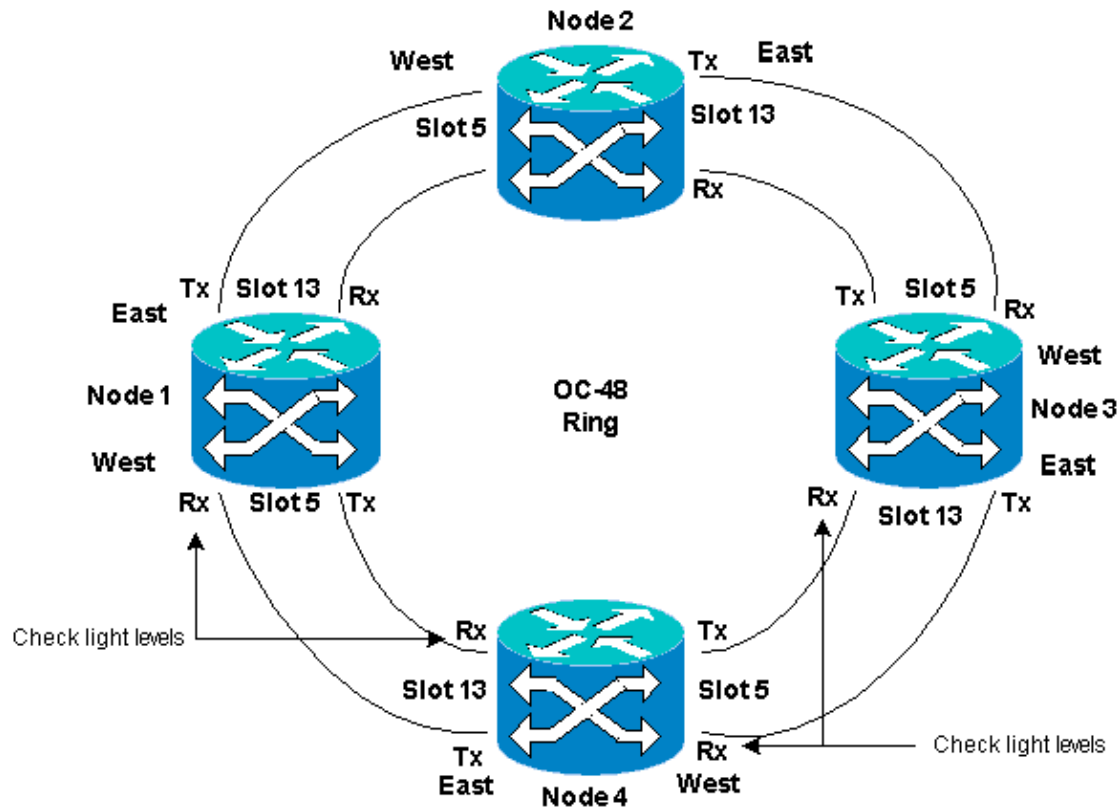 Node 2
West
Tx
East
Slot 5
Slot 13
Rx
Tx
Slot 13
Rx
East
Tx
Slot 5
Rx
West
Node 1
OC-48
Ring
Node 3
West
East
Rx
Slot 5
Tx
Rx
Slot 13
Tx
Check light levels
Rx
Tx
Slot 13
Slot 5
Tx
East
Rx
West
Check light levels
Node 4